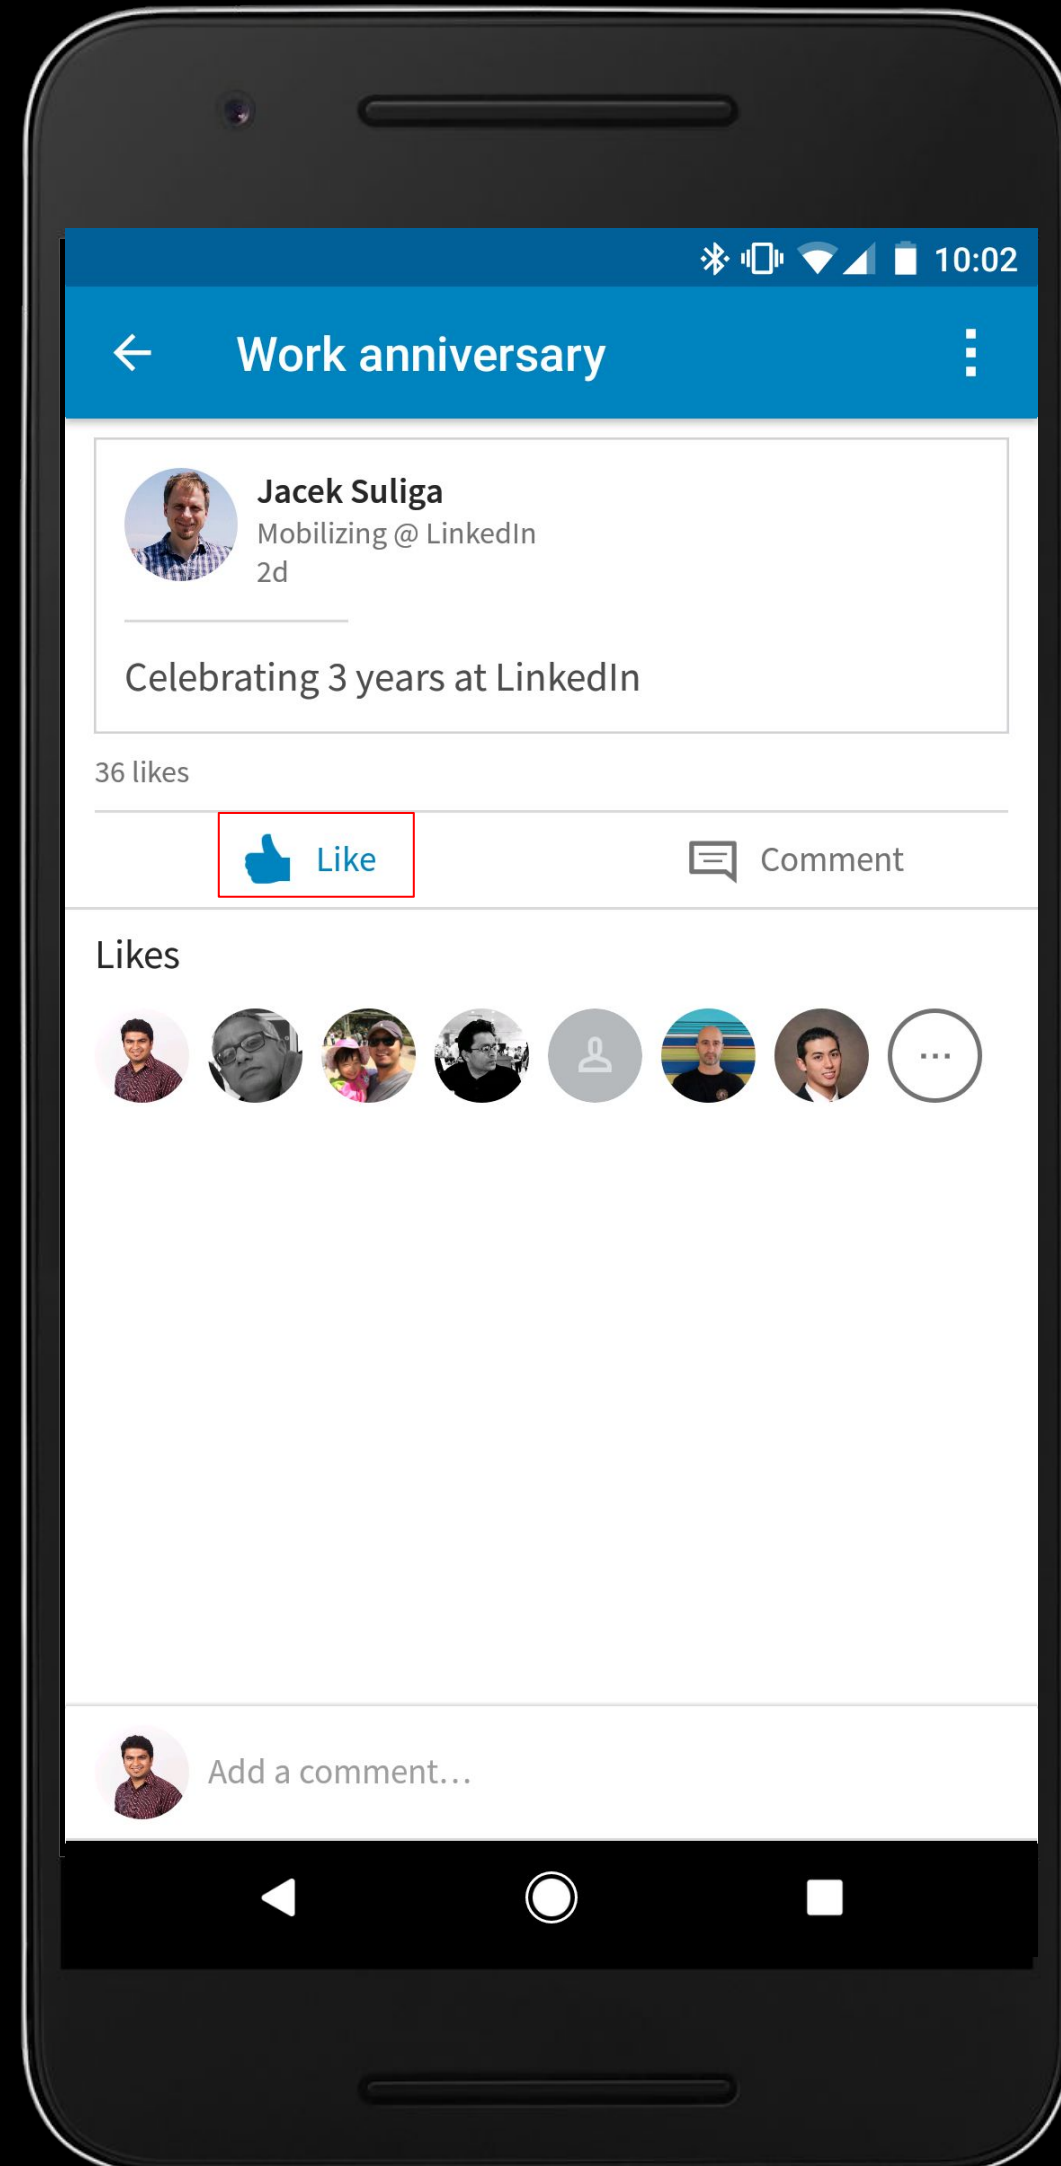 10:02
Work anniversary
Jacek Suliga
Mobilizing @ LinkedIn
2d
Celebrating 3 years at LinkedIn
36 likes
Like Comment
Likes
Add a comment…